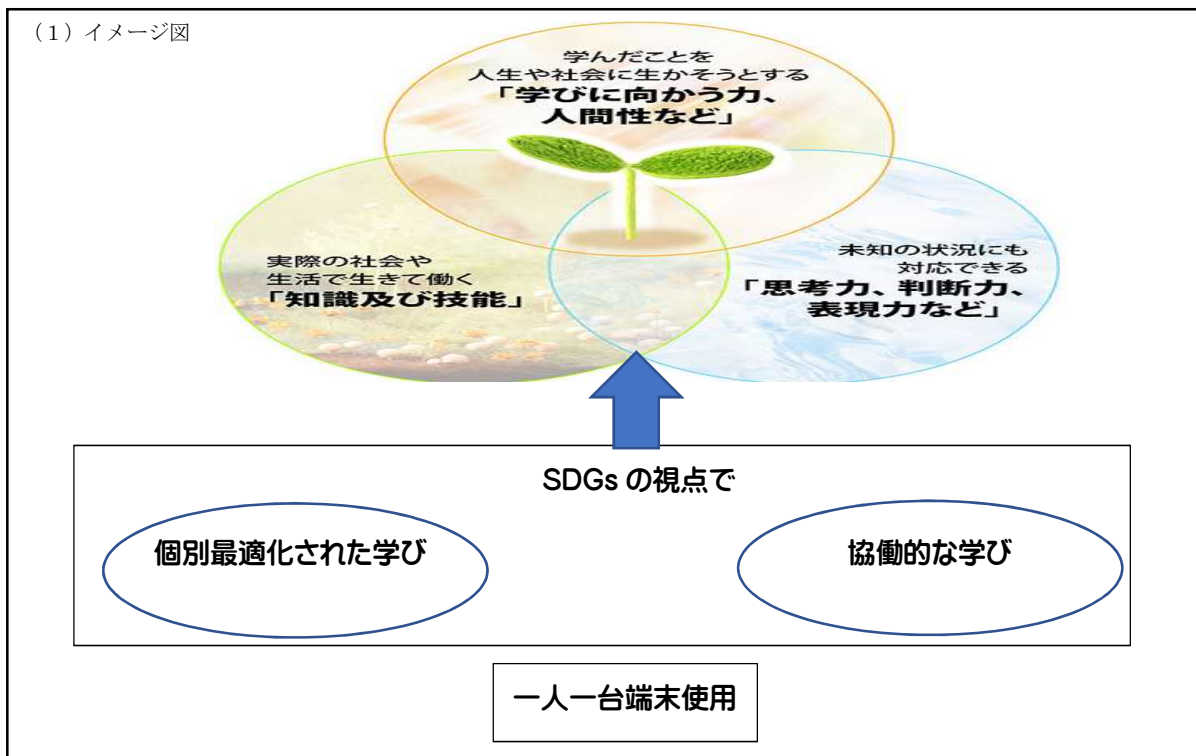 （１）イメージ図
学んだことを
人生や社会に生かそうとする
「学びに向かう力、
人間性など」
実際の社会や
生活で生きて働く
「知識及び技能」
未知の状況にも
対応できる
「思考力、判断力、
表現力など」
SDGsの視点で
個別最適化された学び
協働的な学び
一人一台端末使用